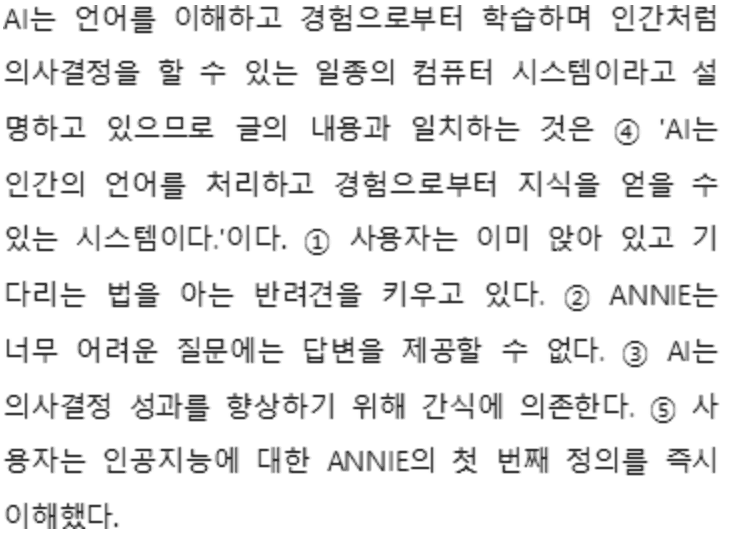 AI는 언어를 이해하고 경험으로부터 학습하며 인간처럼
의사결정을 할 수 있는 일종의 컴퓨터 시스템이라고 설
명하고 있으므로 글의 내용과 일치하는 것은 ④ 'AI는
인간의 언어를 처리하고 경험으로부터 지식을 얻을 수
있는 시스템이다.'이다. ① 사용자는 이미 앉아 있고 기
다리는 법을 아는 반려견을 키우고 있다. ② ANNIE는
너무 어려운 질문에는 답변을 제공할 수 없다. ③ AI는
의사결정 성과를 향상하기 위해 간식에 의존한다. ⑤ 사
용자는 인공지능에 대한 ANNIE의 첫 번째 정의를 즉시
이해했다.